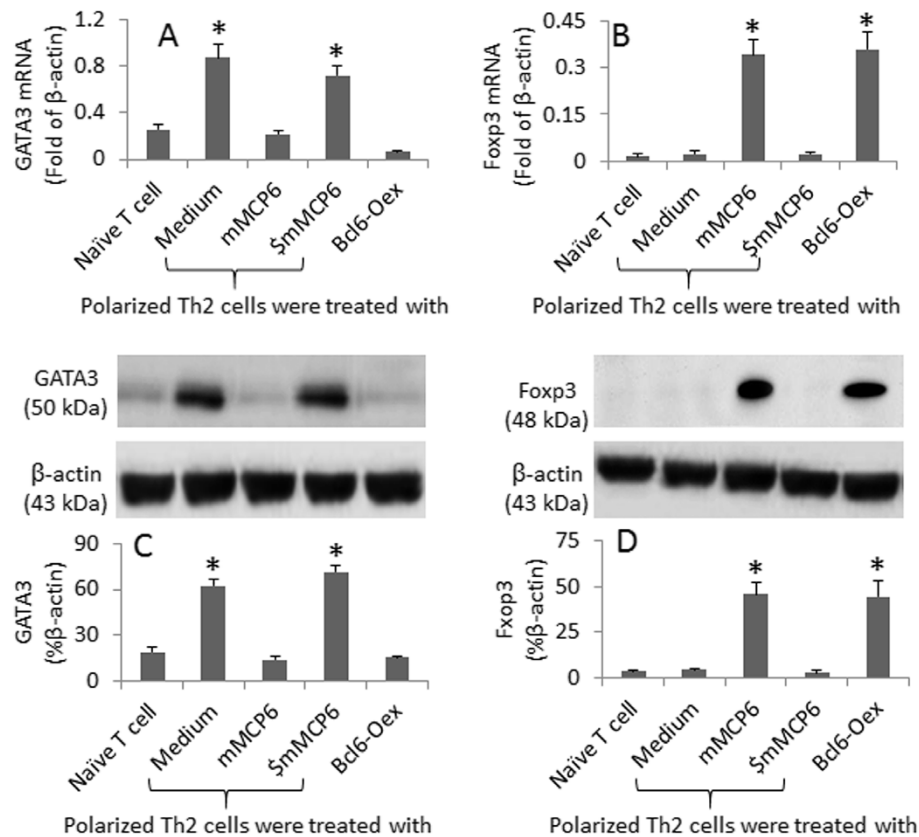 A
GATA3 mRNA
(Fold of β-actin)
1.2
0.8
0.4
0
*
*
Naïve T cell
Medium
mMCP6
$mMCP6
Bcl6-Oex
Polarized Th2 cells were treated with
B
Foxp3 mRNA
(Fold of β-actin)
0.45
0.3
0.15
0
*
*
Naïve T cell
Medium
mMCP6
$mMCP6
Bcl6-Oex
Polarized Th2 cells were treated with
GATA3
(50 kDa)
β-actin
(43 kDa)
Foxp3
(48 kDa)
β-actin
(43 kDa)
C
GATA3
(%β-actin)
90
60
30
0
*
*
Naïve T cell
Medium
mMCP6
$mMCP6
Bcl6-Oex
Polarized Th2 cells were treated with
D
Fxop3
(%β-actin)
75
50
25
0
*
*
Naïve T cell
Medium
mMCP6
$mMCP6
Bcl6-Oex
Polarized Th2 cells were treated with